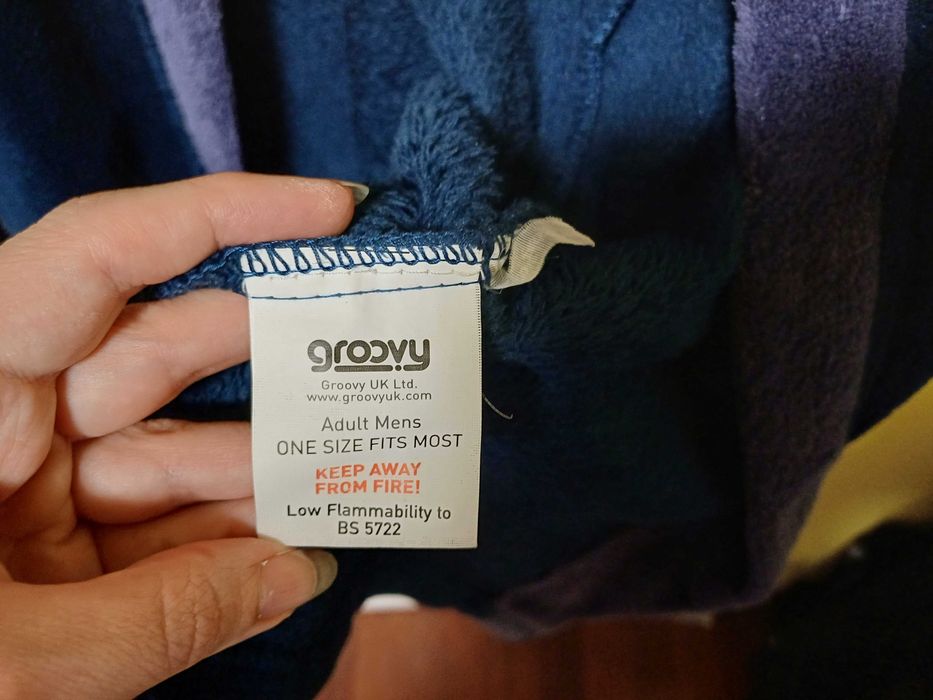 groovy
Groovy UK Ltd.
www.groovyuk.com
Adult Mens
ONE SIZE FITS MOST
KEEP AWAY
FROM FIRE!
Low Flammability to
BS 5722